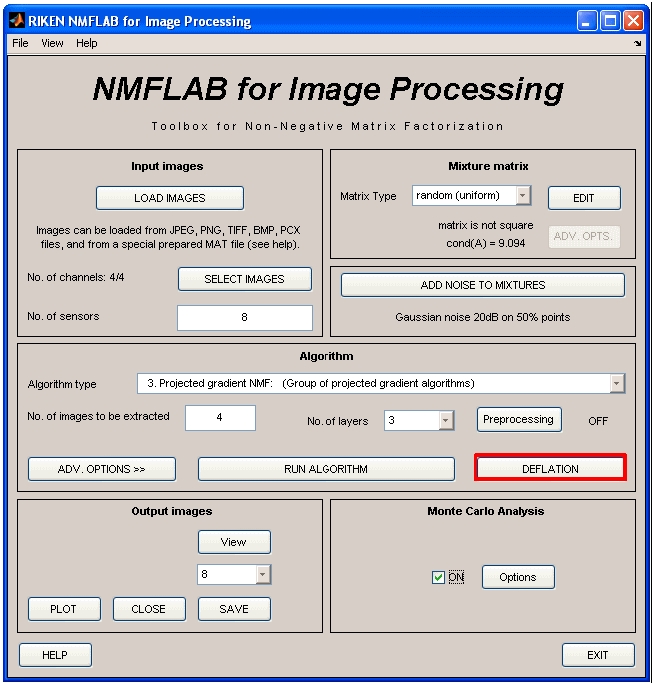 RIKEN NMFLAB for Image Processing
File View Help
NMFLAB for Image Processing
Toolbox for Non-Negative Matrix Factorization
Input images
LOAD IMAGES
Images can be loaded from JPEG, PNG, TIFF, BMP, PCX
files, and from a special prepared MAT file (see help).
No. of channels: 4/4 SELECT IMAGES
No. of sensors 8
Mixture matrix
Matrix Type random (uniform) EDIT
matrix is not square
cond(A) = 9.094 ADV. OPTS.
ADD NOISE TO MIXTURES
Gaussian noise 20dB on 50% points
Algorithm
Algorithm type 3. Projected gradient NMF: (Group of projected gradient algorithms)
No. of images to be extracted 4 No. of layers 3 Preprocessing OFF
ADV. OPTIONS >> RUN ALGORITHM DEFLATION
Output images
View
8
PLOT CLOSE SAVE
Monte Carlo Analysis
ON Options
HELP EXIT